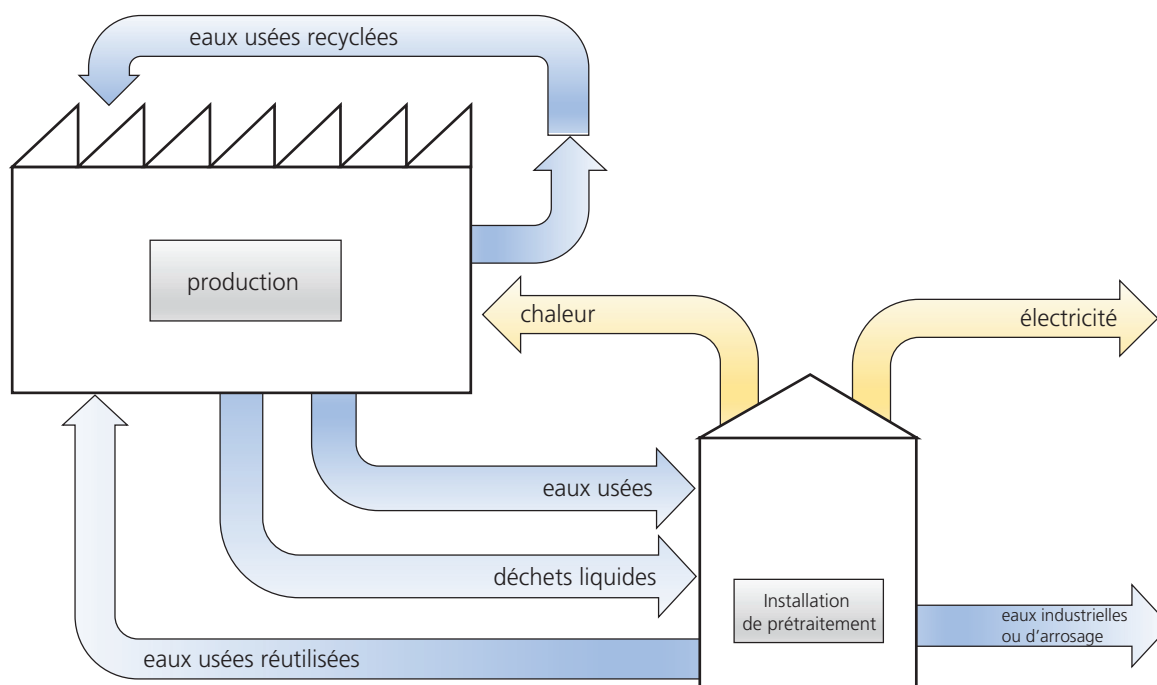 eaux usées recyclées
production
chaleur
électricité
eaux usées
déchets liquides
Installation
de prétraitement
eaux industrielles
ou d'arrosage
eaux usées réutilisées